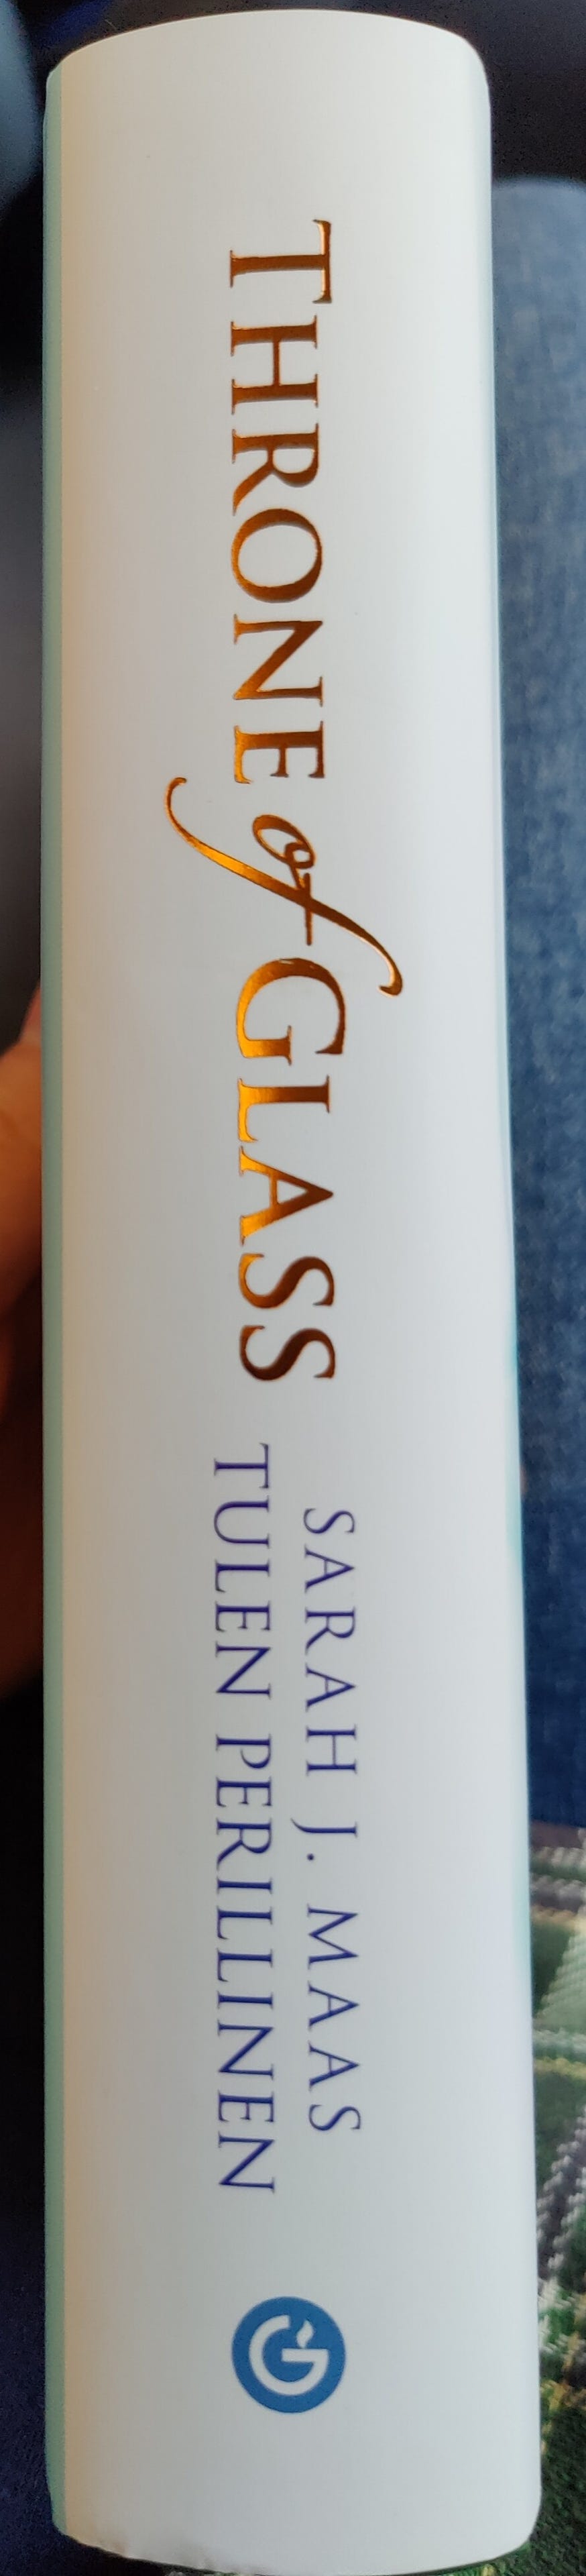 THRONE of GLASS
SARAH J. MAAS
TULEN PERILLINEN
G